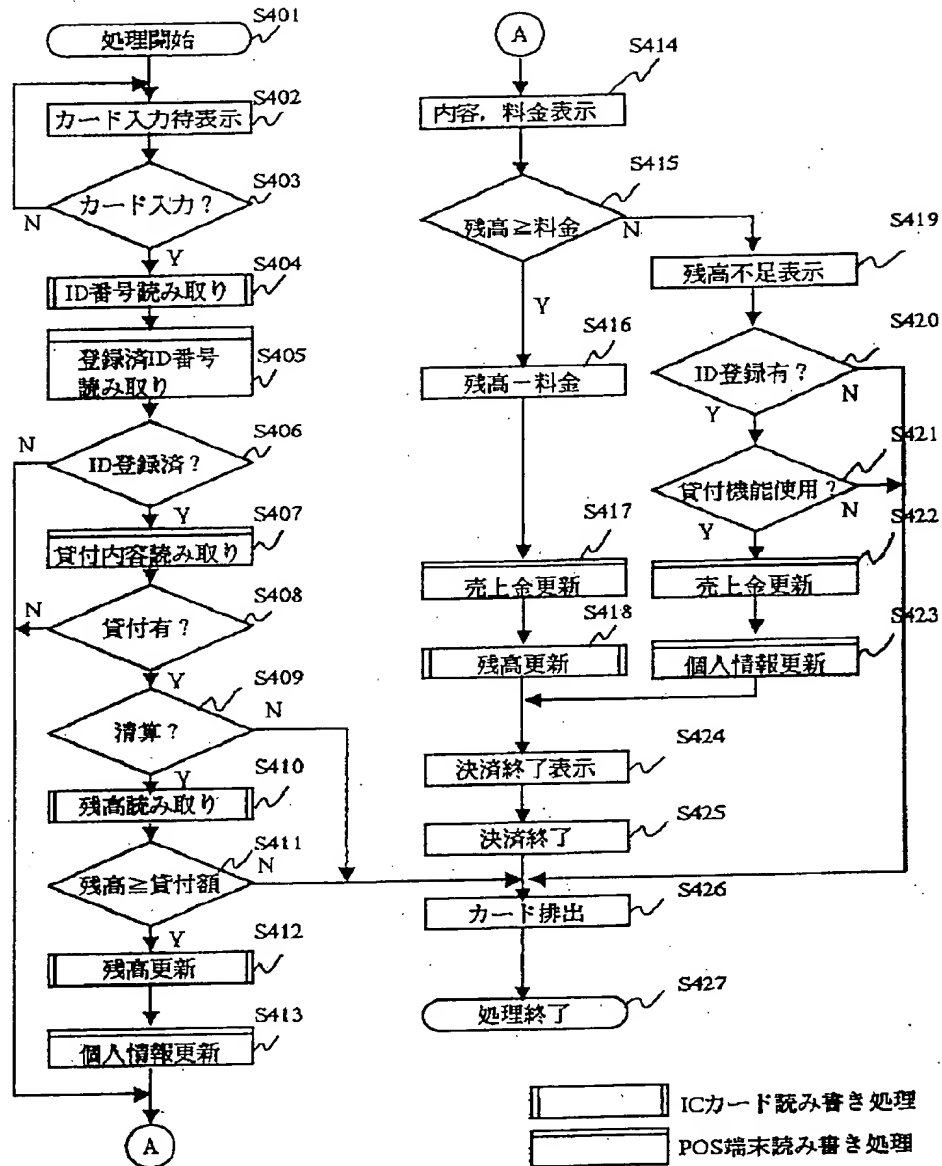 S401
処理開始
S402
カード入力待表示
S403
カード入力？
N
Y
S404
ID番号読み取り
S405
登録済ID番号
読み取り
S406
N
ID登録済？
Y
S407
貸付内容読み取り
S408
N
貸付有？
Y
S409
N
清算？
Y
S410
残高読み取り
S411
N
残高≧貸付額
Y
S412
残高更新
S413
個人情報更新
A
A
S414
内容，料金表示
S415
残高≧料金
N
Y
S416
残高－料金
S417
売上金更新
S418
残高更新
S419
残高不足表示
S420
ID登録有？
Y
N
S421
貸付機能使用？
Y
N
S422
売上金更新
S423
個人情報更新
S424
決済終了表示
S425
決済終了
S426
カード排出
S427
処理終了
ICカード読み書き処理
POS端末読み書き処理